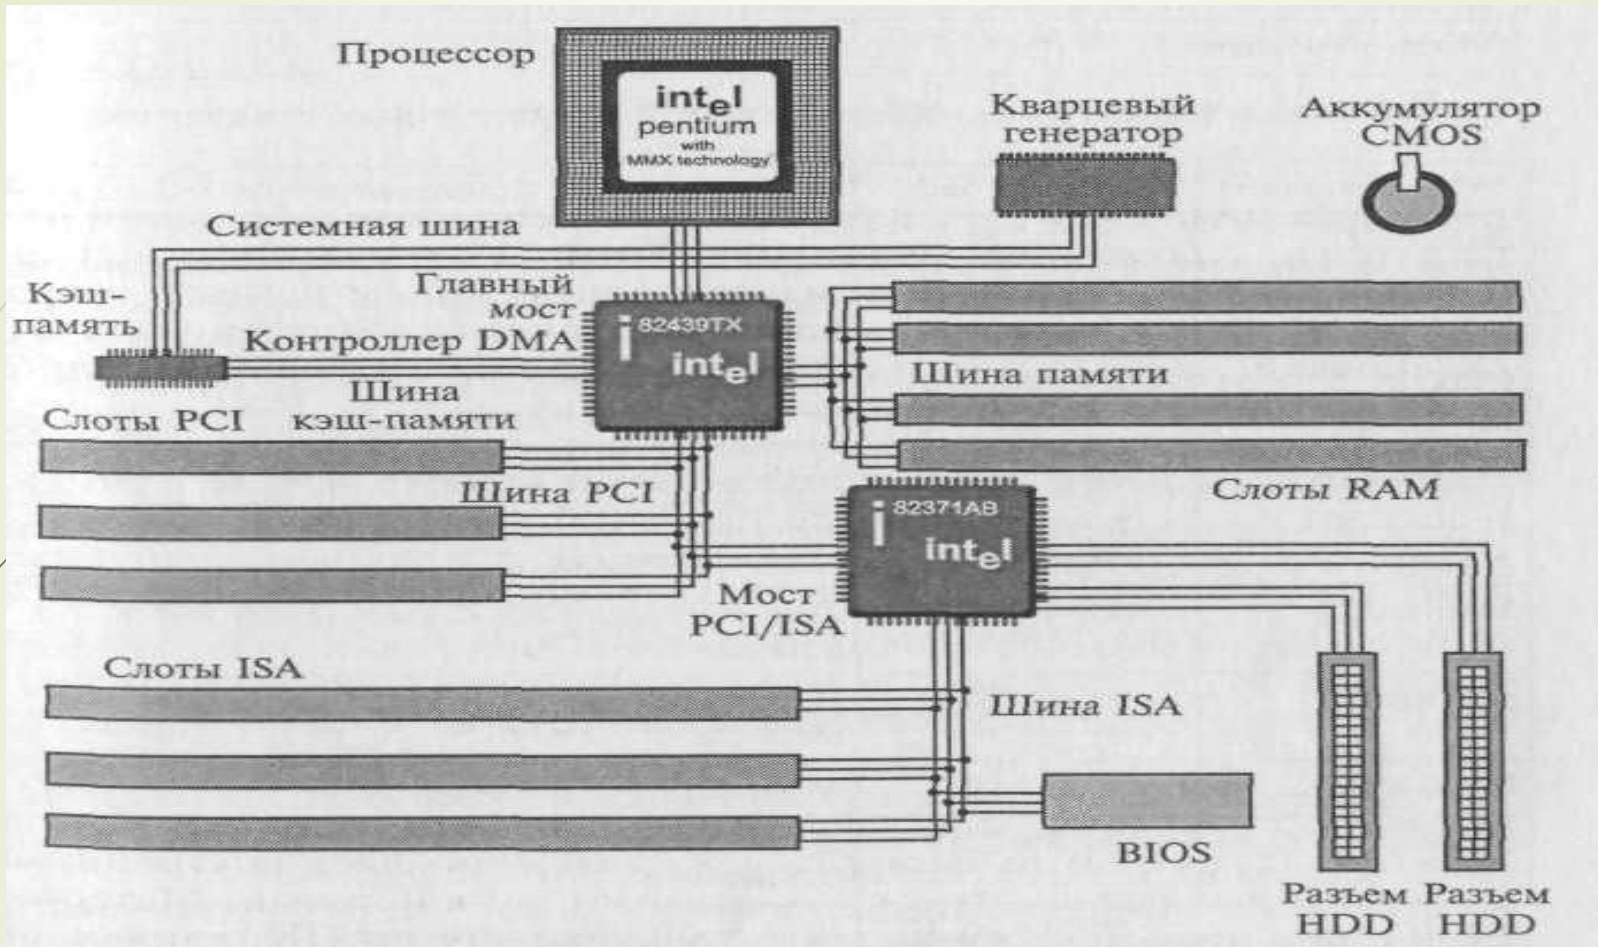 Процессор
intel
pentium
with
MMX technology
Кварцевый
генератор
Аккумулятор
CMOS
Системная шина
Кэш-
память
Главный
мост
Контроллер DMA
i 82439TX
intel
Шина
кэш-памяти
Шина памяти
Слоты PCI
Шина PCI
Слоты RAM
i 82371AB
intel
Мост
PCI/ISA
Слоты ISA
Шина ISA
BIOS
Разъем
HDD
Разъем
HDD